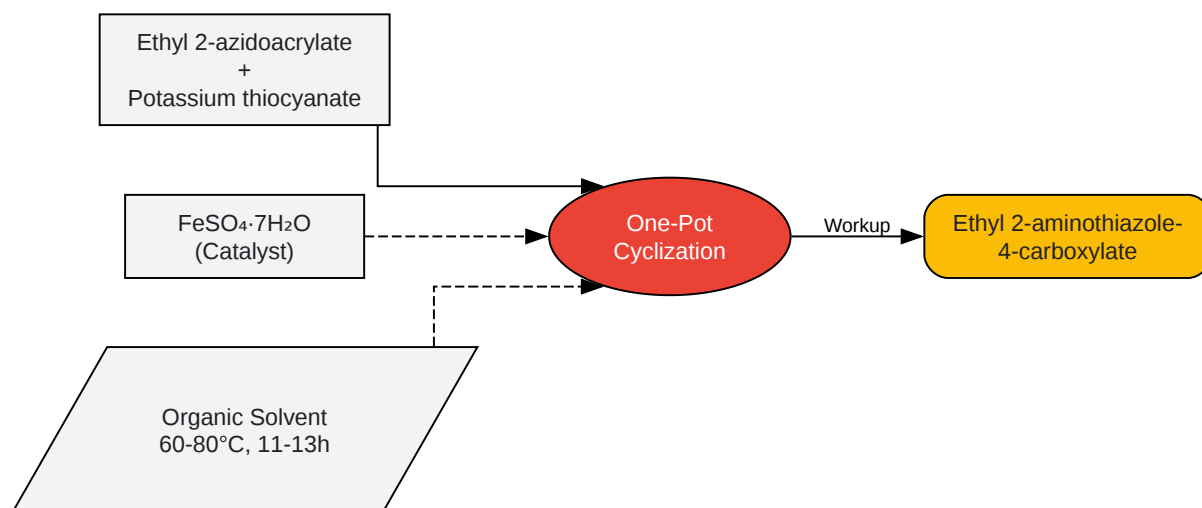 Ethyl 2-azidoacrylate
+
Potassium thiocyanate
FeSO₄·7H₂O
(Catalyst)
Organic Solvent
60-80°C, 11-13h
One-Pot
Cyclization
Workup
Ethyl 2-aminothiazole-
4-carboxylate